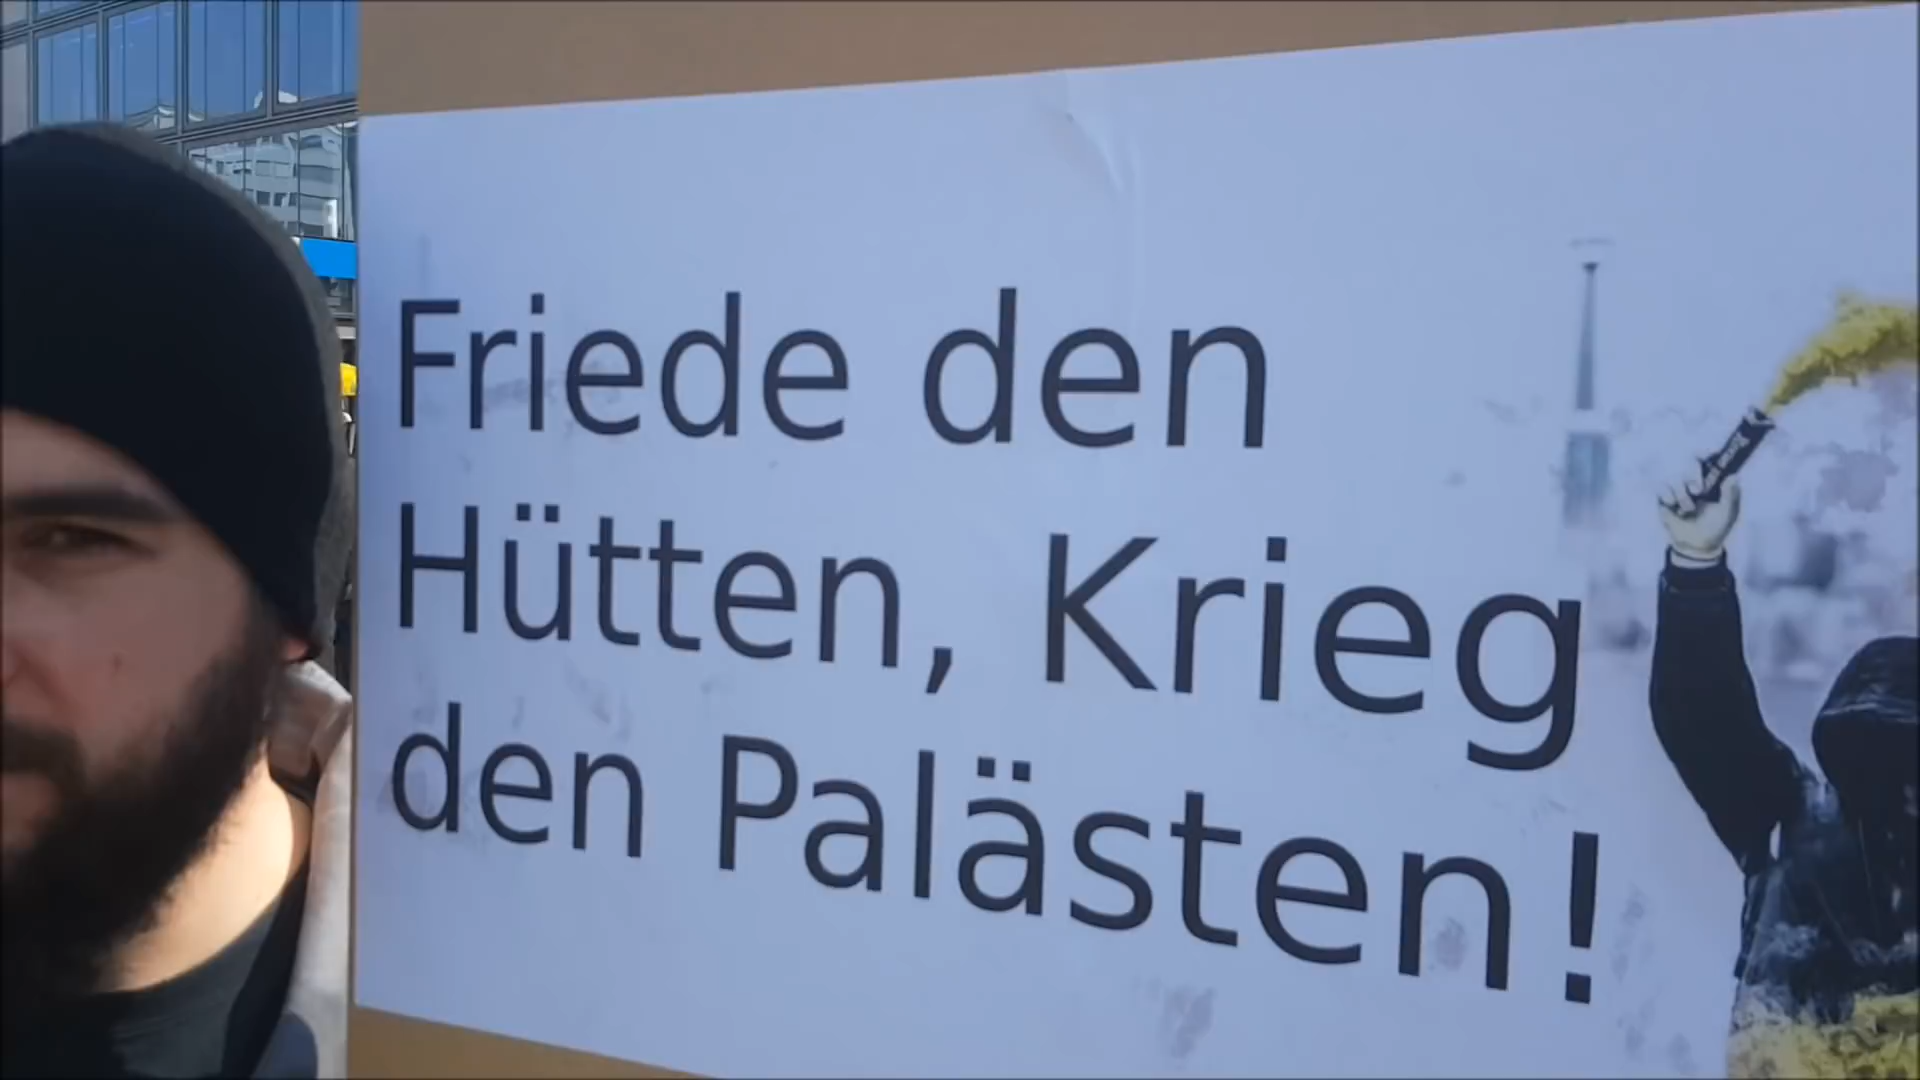 Friede den
Hütten, Krieg
den Palästen!